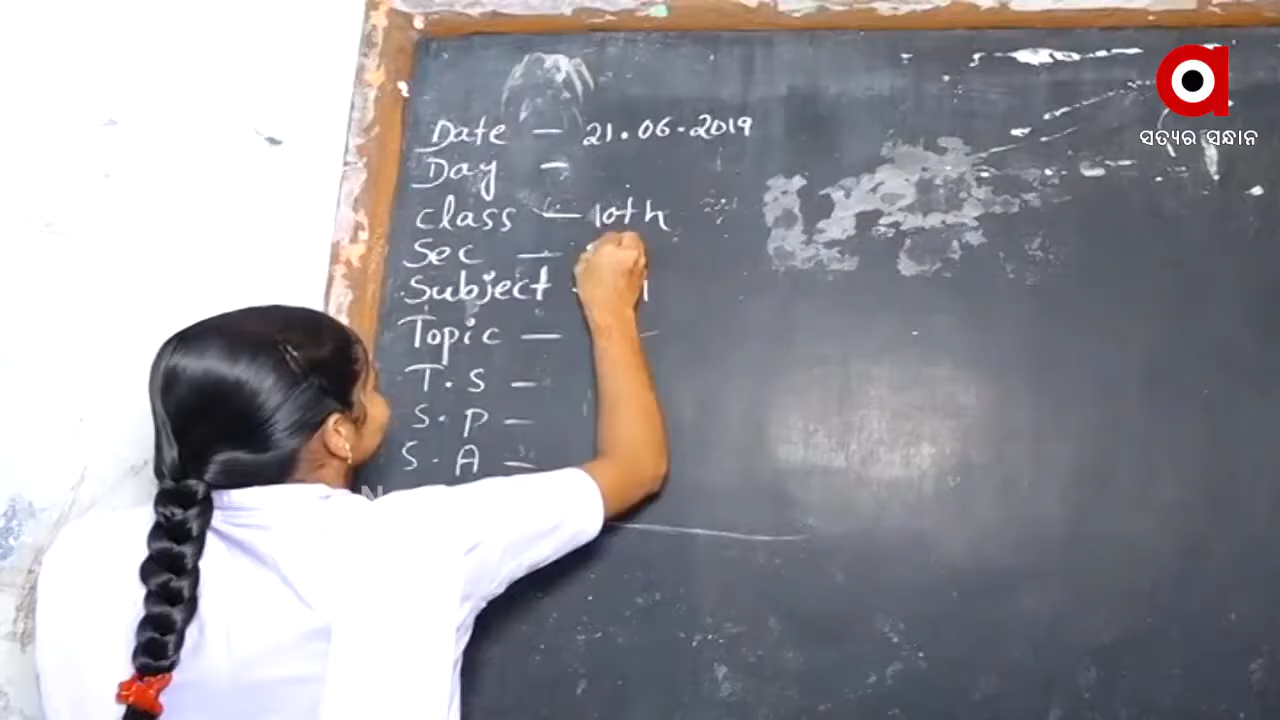 Date - 21.06.2019
Day -
class - 10th
Sec -
Subject -
Topic -
T.S -
S.P -
S.A -
ସତ୍ୟର ସନ୍ଧାନ